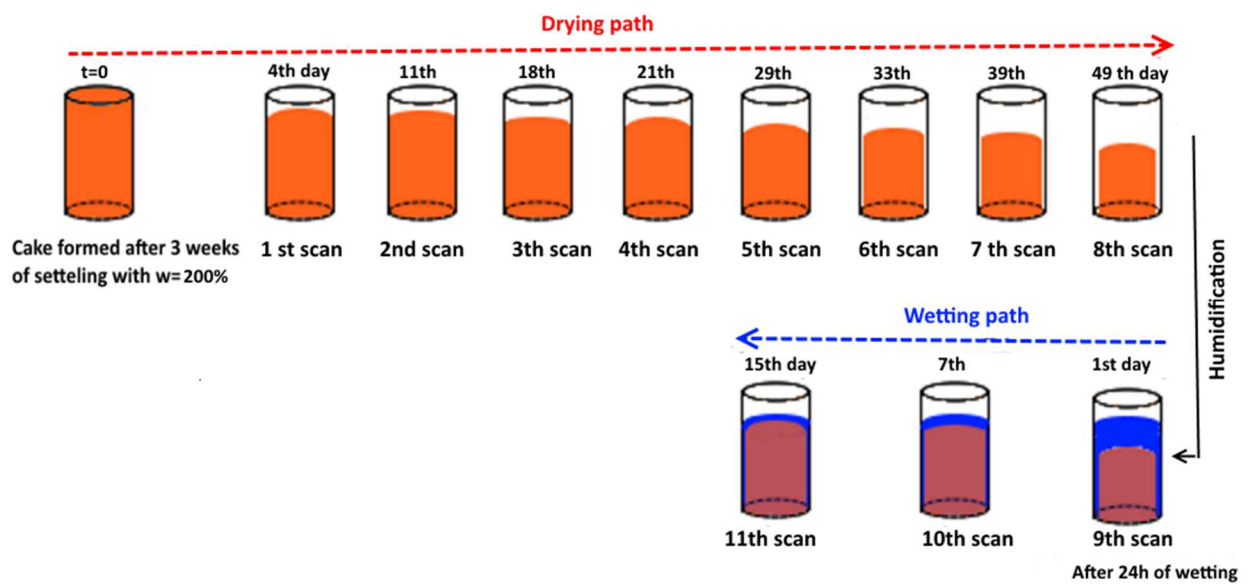 Drying path
t=0
4th day
11th
18th
21th
29th
33th
39th
49 th day
Cake formed after 3 weeks
of setteling with w=200%
1 st scan
2nd scan
3th scan
4th scan
5th scan
6th scan
7 th scan
8th scan
Humidification
Wetting path
15th day
7th
1st day
11th scan
10th scan
9th scan
After 24h of wetting